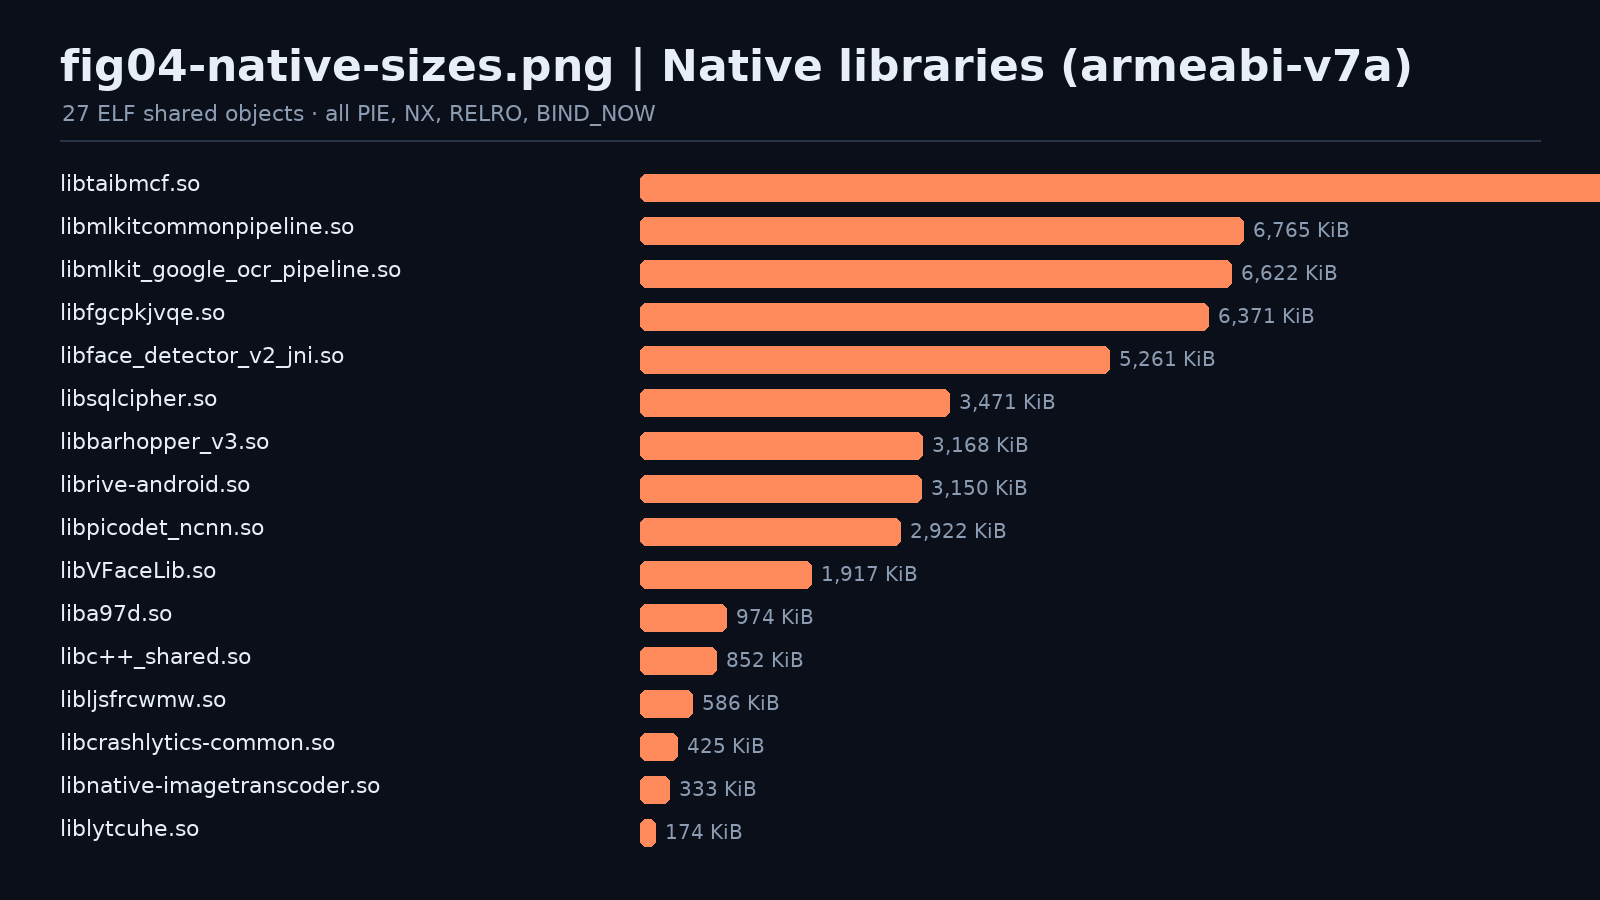 fig04-native-sizes.png | Native libraries (armeabi-v7a)
27 ELF shared objects · all PIE, NX, RELRO, BIND_NOW
libtaibmcf.so
libmlkitcommonpipeline.so 6,765 KiB
libmlkit_google_ocr_pipeline.so 6,622 KiB
libfgcpkjvqe.so 6,371 KiB
libface_detector_v2_jni.so 5,261 KiB
libsqlcipher.so 3,471 KiB
libbarhopper_v3.so 3,168 KiB
librive-android.so 3,150 KiB
libpicodet_ncnn.so 2,922 KiB
libVFaceLib.so 1,917 KiB
liba97d.so 974 KiB
libc++_shared.so 852 KiB
libljsfrcwmw.so 586 KiB
libcrashlytics-common.so 425 KiB
libnative-imagetranscoder.so 333 KiB
liblytcuhe.so 174 KiB